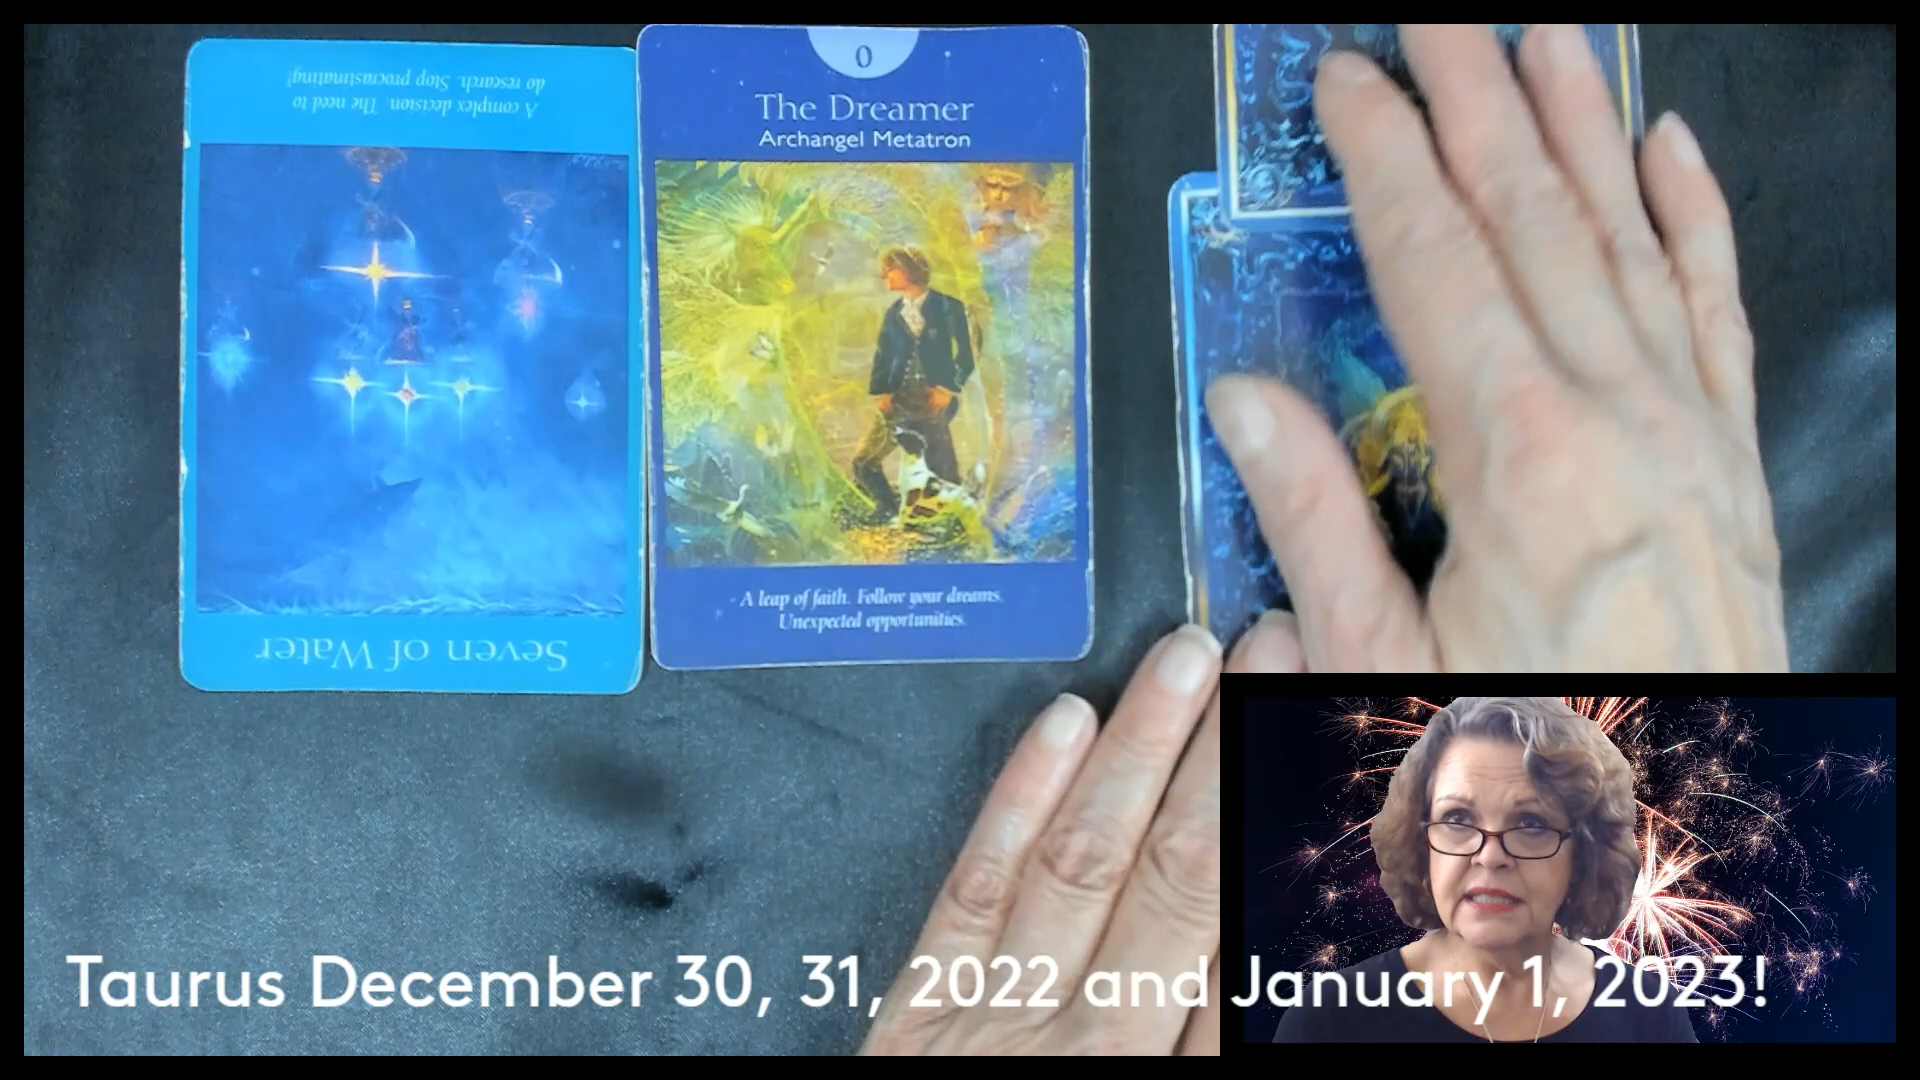 A complex decision. The need to
do research. Stop procrastinating!
Seven of Water
0
The Dreamer
Archangel Metatron
A leap of faith. Follow your dreams.
Unexpected opportunities.
Taurus December 30, 31, 2022 and January 1, 2023!